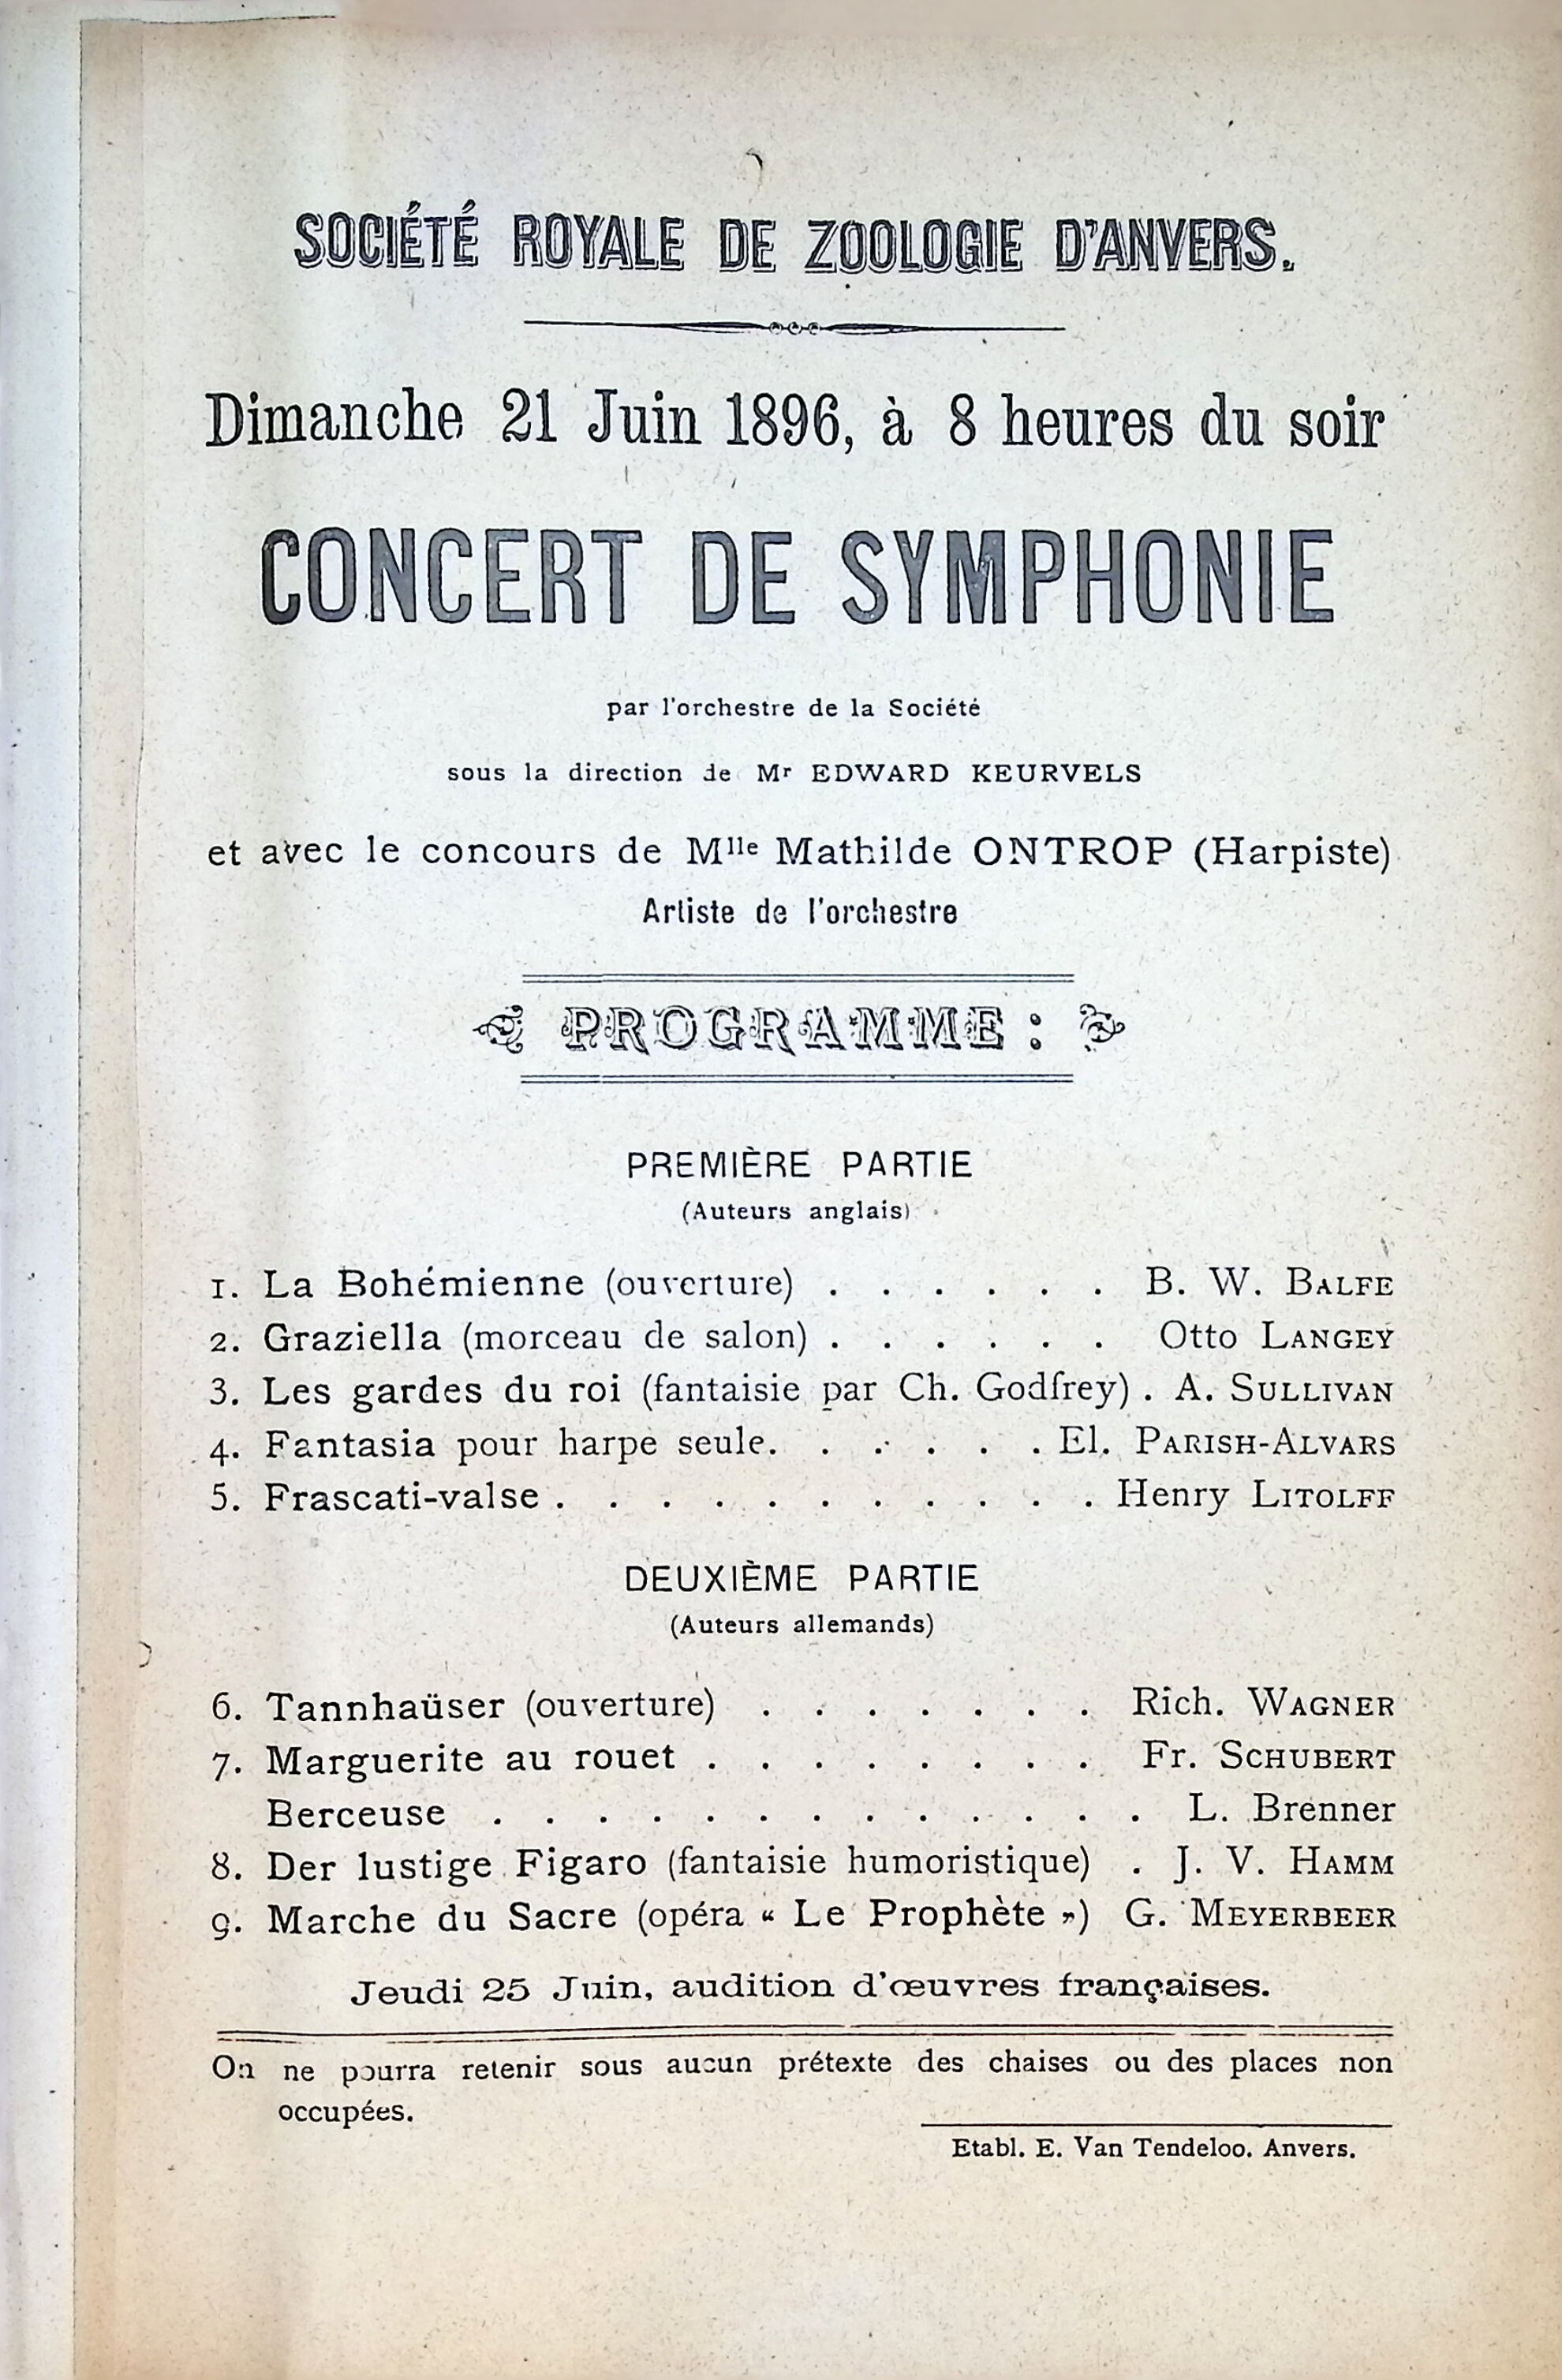 SOCIÉTÉ ROYALE DE ZOOLOGIE D'ANVERS.
Dimanche 21 Juin 1896, à 8 heures du soir
CONCERT DE SYMPHONIE
par l'orchestre de la Société
sous la direction de Mr EDWARD KEURVELS
et avec le concours de Mlle Mathilde ONTROP (Harpiste)
Artiste de l'orchestre
PROGRAMME:
PREMIÈRE PARTIE
(Auteurs anglais)
1. La Bohémienne (ouverture) . . . . . . B. W. BALFE
2. Graziella (morceau de salon) . . . . . . Otto LANGEY
3. Les gardes du roi (fantaisie par Ch. Godfrey) . A. SULLIVAN
4. Fantasia pour harpe seule. . . . . . El. PARISH-ALVARS
5. Frascati-valse . . . . . . . . . . . Henry LITOLFF
DEUXIÈME PARTIE
(Auteurs allemands)
6. Tannhaüser (ouverture) . . . . . . . Rich. WAGNER
7. Marguerite au rouet . . . . . . . . Fr. SCHUBERT
Berceuse . . . . . . . . . . . . . L. Brenner
8. Der lustige Figaro (fantaisie humoristique) . J. V. HAMM
9. Marche du Sacre (opéra « Le Prophète ») G. MEYERBEER
Jeudi 25 Juin, audition d'œuvres françaises.
On ne pourra retenir sous aucun prétexte des chaises ou des places non
occupées.
Etabl. E. Van Tendeloo. Anvers.